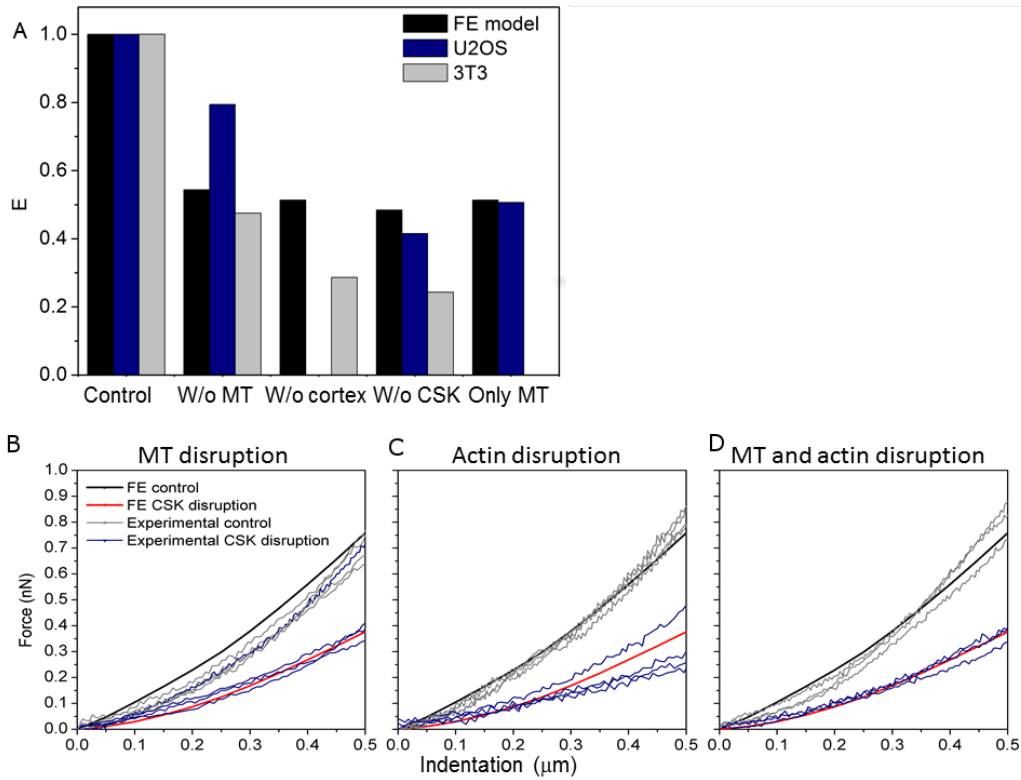 A
FE model
U2OS
3T3
1.0
0.8
0.6
0.4
0.2
0.0
E
Control W/o MT W/o cortex W/o CSK Only MT
B MT disruption
C Actin disruption
D MT and actin disruption
FE control
FE CSK disruption
Experimental control
Experimental CSK disruption
1.0
0.9
0.8
0.7
0.6
0.5
0.4
0.3
0.2
0.1
0.0
Force (nN)
0.0 0.1 0.2 0.3 0.4 0.5
0.0 0.1 0.2 0.3 0.4 0.5
0.0 0.1 0.2 0.3 0.4 0.5
Indentation (μm)